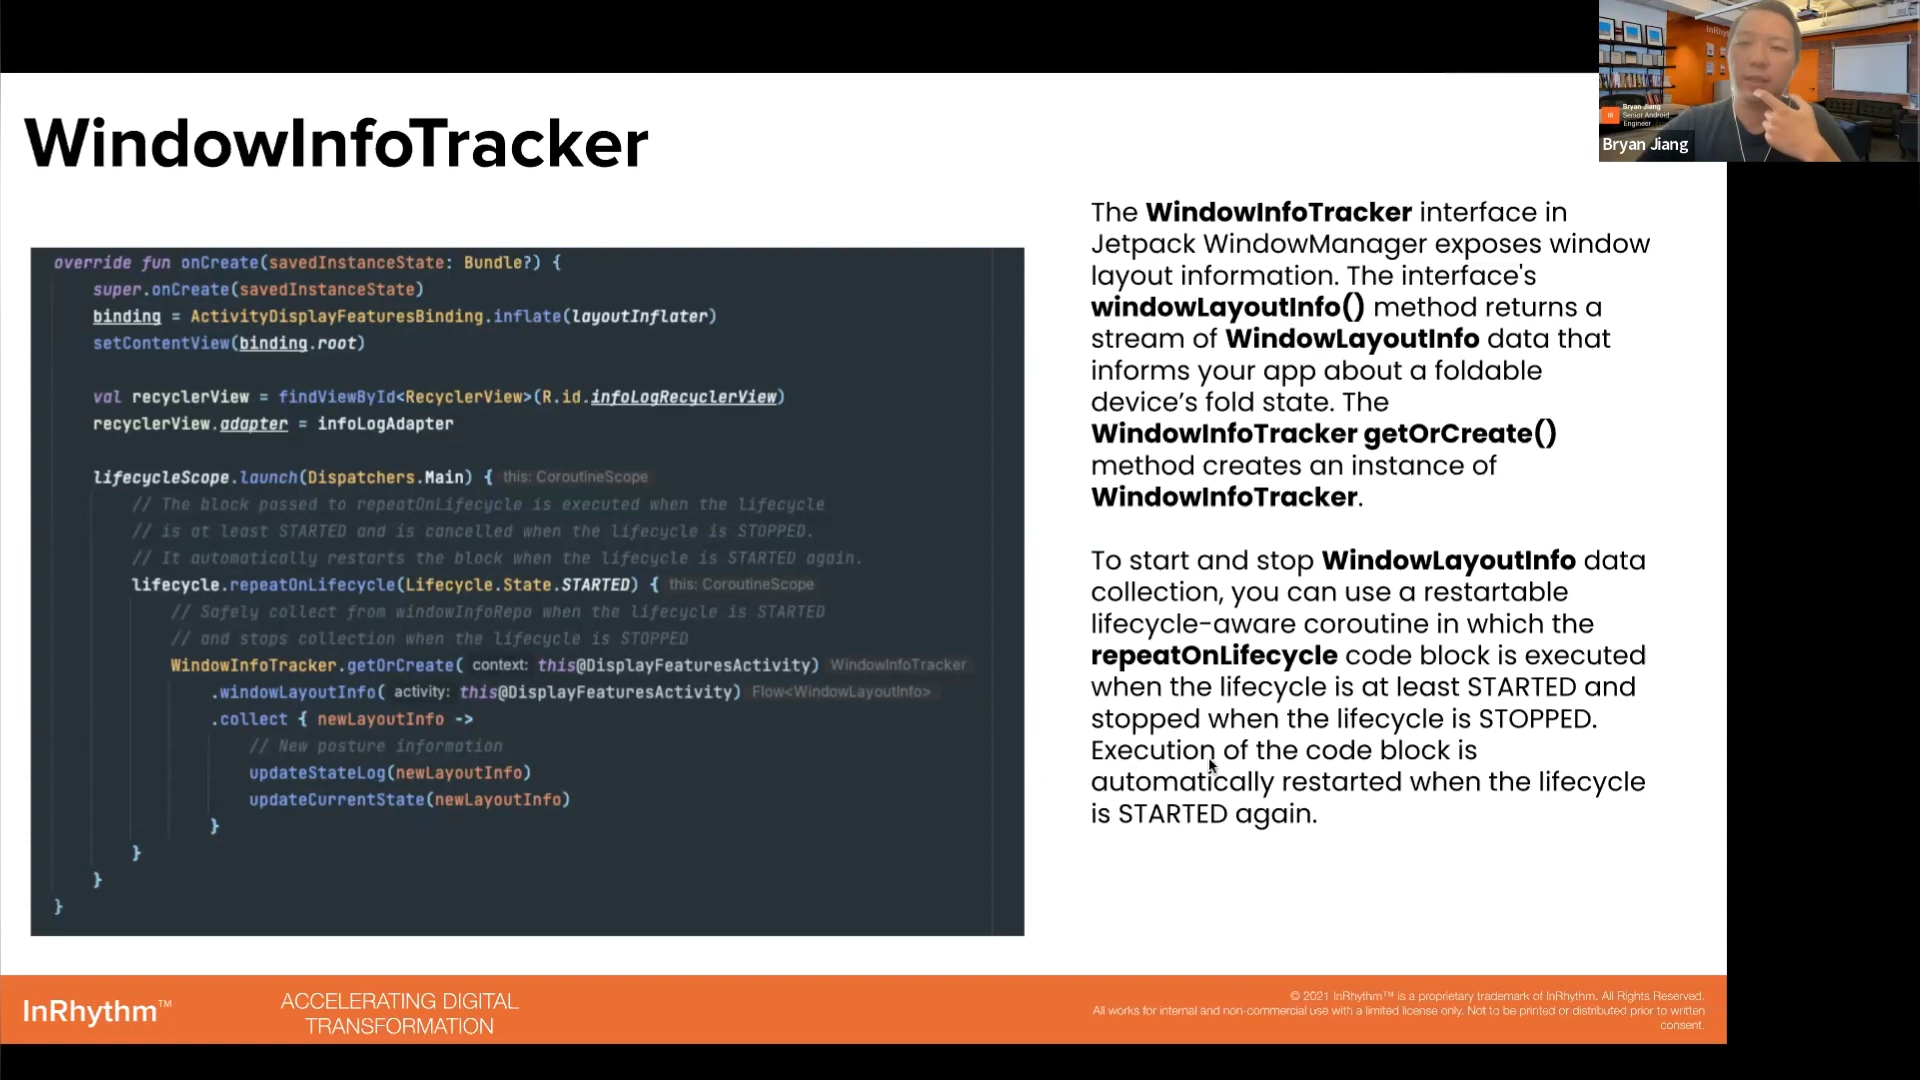 WindowInfoTracker
override fun onCreate(savedInstanceState: Bundle?) {
super.onCreate(savedInstanceState)
binding = ActivityDisplayFeaturesBinding.inflate(layoutInflater)
setContentView(binding.root)
val recyclerView = findViewById<RecyclerView>(R.id.infoLogRecyclerView)
recyclerView.adapter = infoLogAdapter
lifecycleScope.launch(Dispatchers.Main) { this: CoroutineScope
// The block passed to repeatOnLifecycle is executed when the lifecycle
// is at least STARTED and is cancelled when the lifecycle is STOPPED.
// It automatically restarts the block when the lifecycle is STARTED again.
lifecycle.repeatOnLifecycle(Lifecycle.State.STARTED) { this: CoroutineScope
// Safely collect from windowInfoRepo when the lifecycle is STARTED
// and stops collection when the lifecycle is STOPPED
WindowInfoTracker.getOrCreate( context: this@DisplayFeaturesActivity) WindowInfoTracker
.windowLayoutInfo( activity: this@DisplayFeaturesActivity) Flow<WindowLayoutInfo>
.collect { newLayoutInfo ->
// New posture information
updateStateLog(newLayoutInfo)
updateCurrentState(newLayoutInfo)
}
}
}
}
The WindowInfoTracker interface in
Jetpack WindowManager exposes window
layout information. The interface's
windowLayoutInfo() method returns a
stream of WindowLayoutInfo data that
informs your app about a foldable
device’s fold state. The
WindowInfoTracker getOrCreate()
method creates an instance of
WindowInfoTracker.
To start and stop WindowLayoutInfo data
collection, you can use a restartable
lifecycle-aware coroutine in which the
repeatOnLifecycle code block is executed
when the lifecycle is at least STARTED and
stopped when the lifecycle is STOPPED.
Execution of the code block is
automatically restarted when the lifecycle
is STARTED again.
Bryan Jiang
Senior Android
Engineer
Bryan Jiang
InRhythm™
ACCELERATING DIGITAL
TRANSFORMATION
© 2021 InRhythm™ is a proprietary trademark of InRhythm. All Rights Reserved.
All works for internal and non-commercial use with a limited license only. Not to be printed or distributed prior to written
consent.